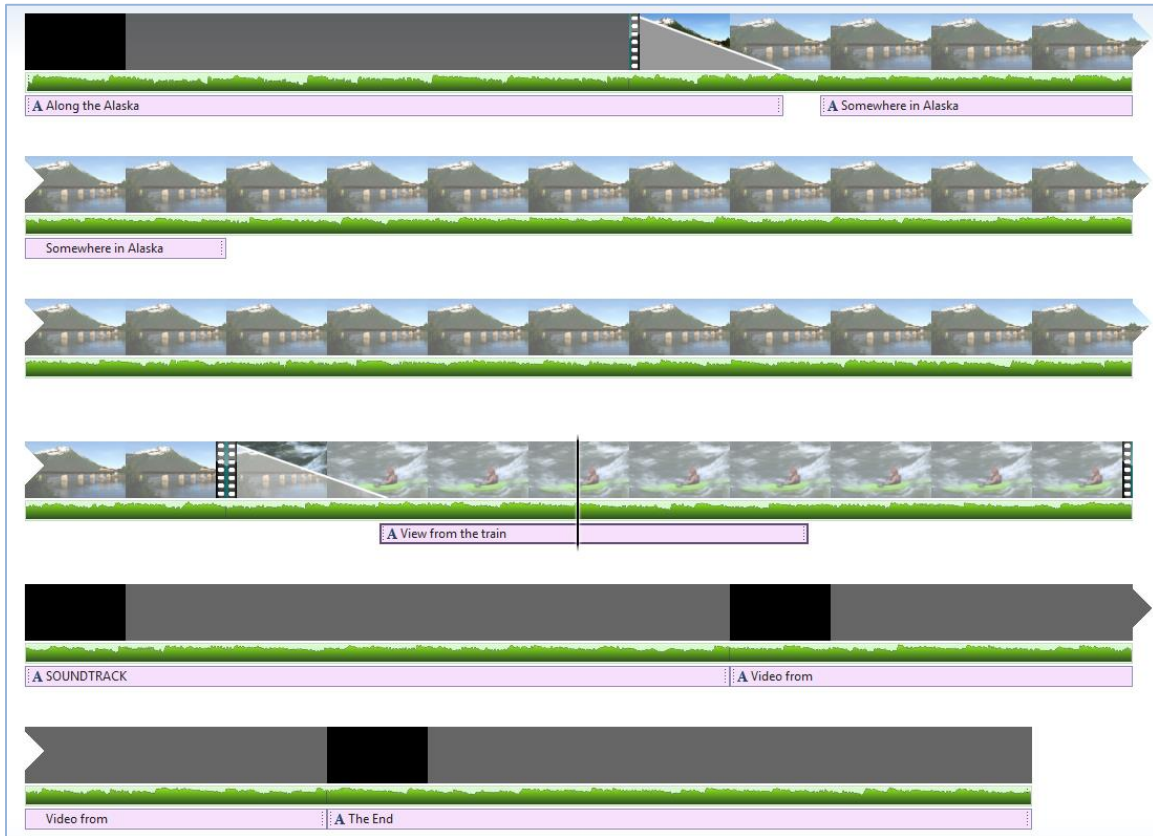 A Along the Alaska
A Somewhere in Alaska
Somewhere in Alaska
A View from the train
A SOUNDTRACK
A Video from
Video from
A The End